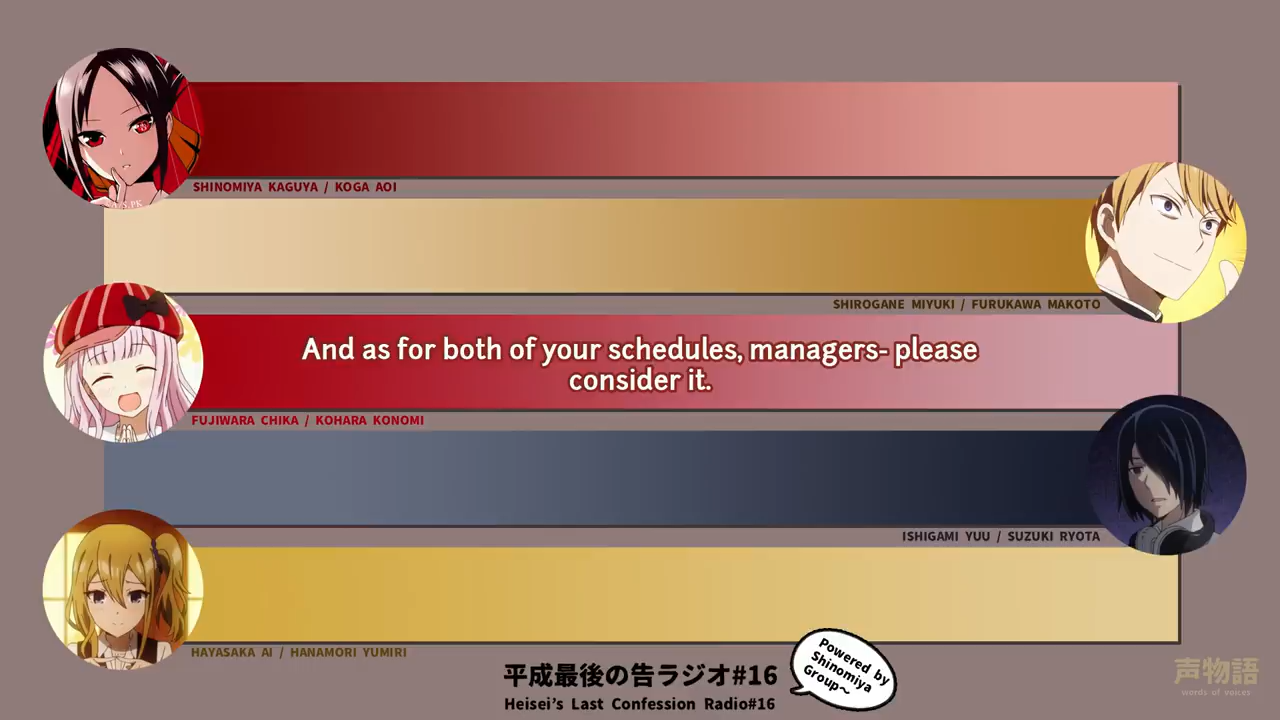 SHINOMIYA KAGUYA / KOGA AOI
SHIROGANE MIYUKI / FURUKAWA MAKOTO
And as for both of your schedules, managers- please
consider it.
FUJIWARA CHIKA / KOHARA KONOMI
ISHIGAMI YUU / SUZUKI RYOTA
HAYASAKA AI / HANAMORI YUMIRI
平成最後の告ラジオ#16
Heisei's Last Confession Radio#16
Powered by
Shinomiya
Group~
声物語
words of voices